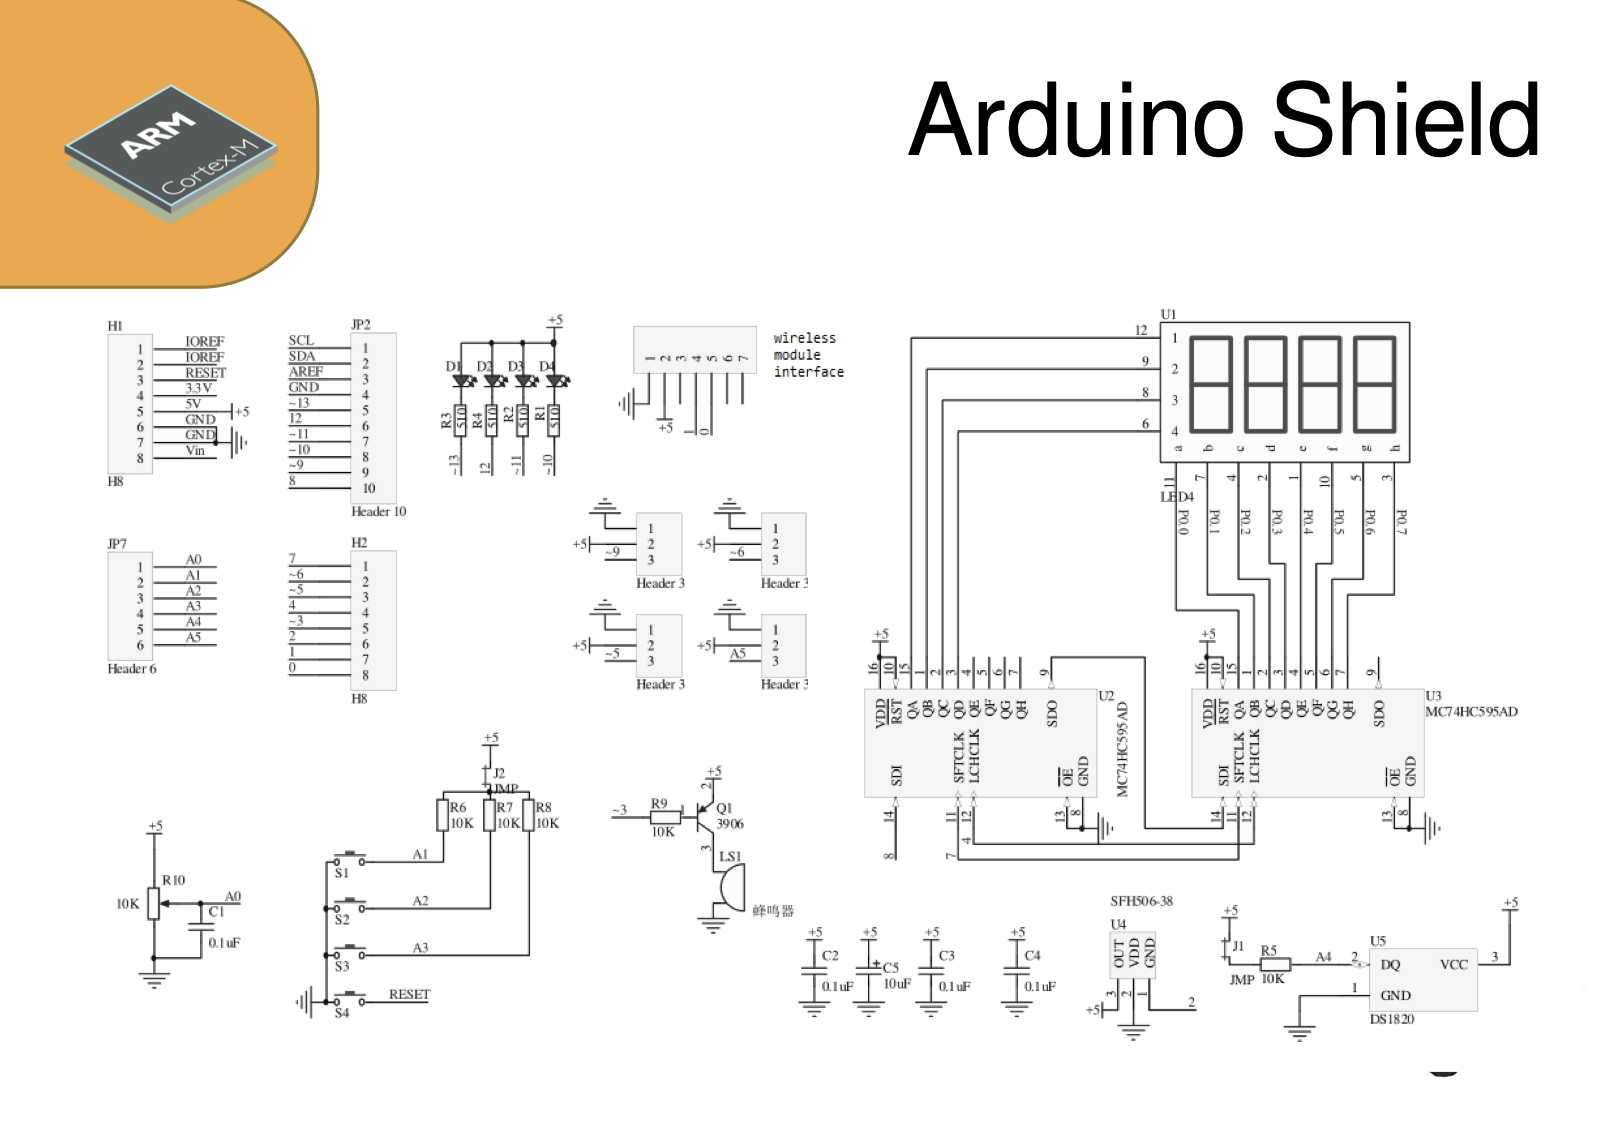 ARM
Cortex-M
Arduino Shield
H1
1 IOREF
2 IOREF
3 RESET
4 3.3V
5 5V +5
6 GND
7 GND
8 Vin
H8
JP2
SCL 1
SDA 2
AREF 3
GND 4
~13 5
12 6
~11 7
~10 8
~9 9
8 10
Header 10
+5
D1 D2 D3 D4
R3 R4 R2 R1
510 510 510 510
~13 12 ~11 ~10
1 2 3 4 5 6 7
+5 1 0
wireless
module
interface
JP7
1 A0
2 A1
3 A2
4 A3
5 A4
6 A5
Header 6
H2
7 1
~6 2
~5 3
4 4
~3 5
2 6
1 7
0 8
H8
1
+5 2
~9 3
Header 3
1
+5 2
~6 3
Header 3
1
+5 2
~5 3
Header 3
1
+5 2
A5 3
Header 3
U1
12 1
9 2
8 3
6 4
a b c d e f g h
11 7 4 2 1 10 5 3
LED4
P0.0 P0.1 P0.2 P0.3 P0.4 P0.5 P0.6 P0.7
+5
16 10 15 1 2 3 4 5 6 7 9
U2
VDD RST QA QB QC QD QE QF QG QH SDO
SDI SFTCLK LCHCLK OE GND
MC74HC595AD
14 11 12 13 8
8 7 4
+5
16 10 15 1 2 3 4 5 6 7 9
U3
MC74HC595AD
VDD RST QA QB QC QD QE QF QG QH SDO
SDI SFTCLK LCHCLK OE GND
14 11 12 13 8
+5
R10
10K
A0
C1
0.1uF
+5
J2
JMP
R6 R7 R8
10K 10K 10K
A1
S1
A2
S2
A3
S3
RESET
S4
+5
2
~3 R9 1 Q1
10K 3906
3
LS1
蜂鸣器
+5 +5 +5 +5
C2 C5 C3 C4
0.1uF 10uF 0.1uF 0.1uF
SFH506-38
U4
OUT VDD GND
3 2 1
+5 2
+5
J1
JMP
R5
10K
A4 2
1
U5
DQ VCC
GND
DS1820
3
+5